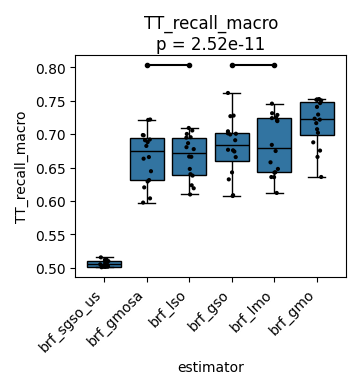 TT_recall_macro
p = 2.52e-11
TT_recall_macro
0.80
0.75
0.70
0.65
0.60
0.55
0.50
brf_sgso_us
brf_gmosa
brf_lso
brf_gso
brf_lmo
brf_gmo
estimator